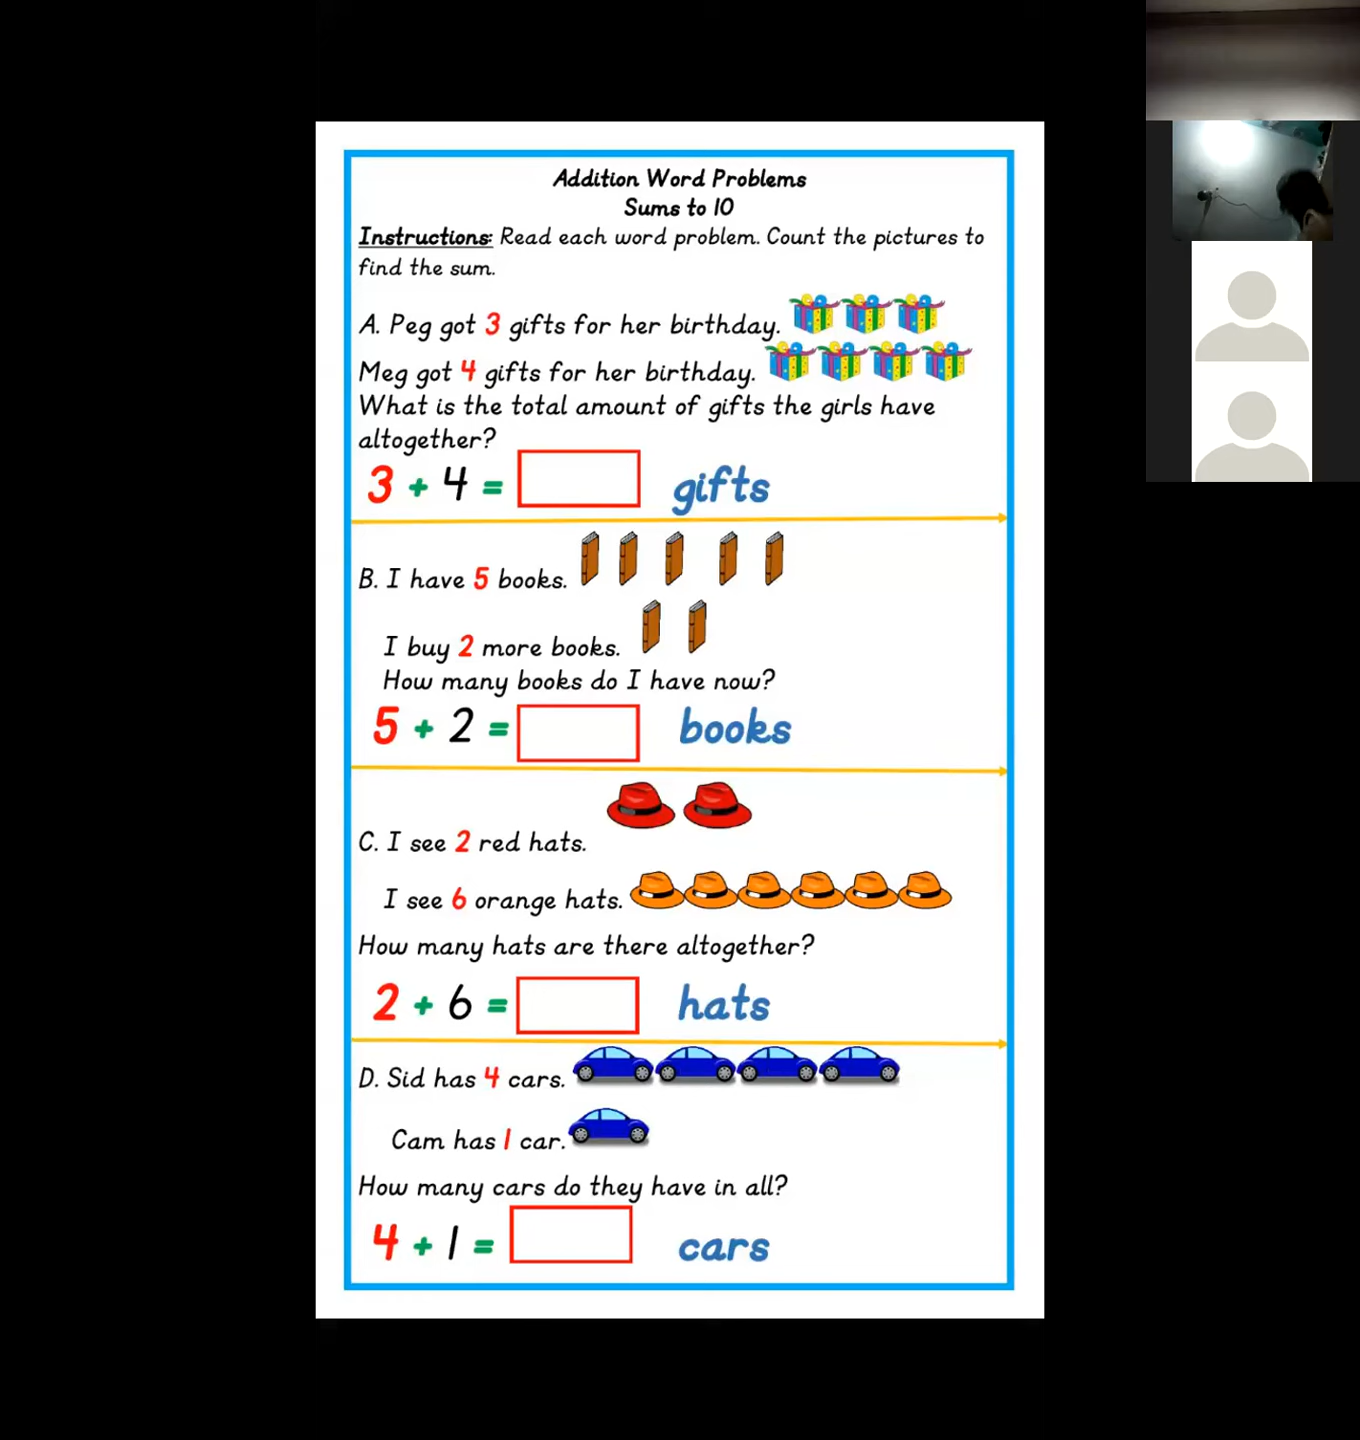 Addition Word Problems
Sums to 10
Instructions: Read each word problem. Count the pictures to
find the sum.
A. Peg got 3 gifts for her birthday.
Meg got 4 gifts for her birthday.
What is the total amount of gifts the girls have
altogether?
3 + 4 = gifts
B. I have 5 books.
I buy 2 more books.
How many books do I have now?
5 + 2 = books
C. I see 2 red hats.
I see 6 orange hats.
How many hats are there altogether?
2 + 6 = hats
D. Sid has 4 cars.
Cam has 1 car.
How many cars do they have in all?
4 + 1 = cars